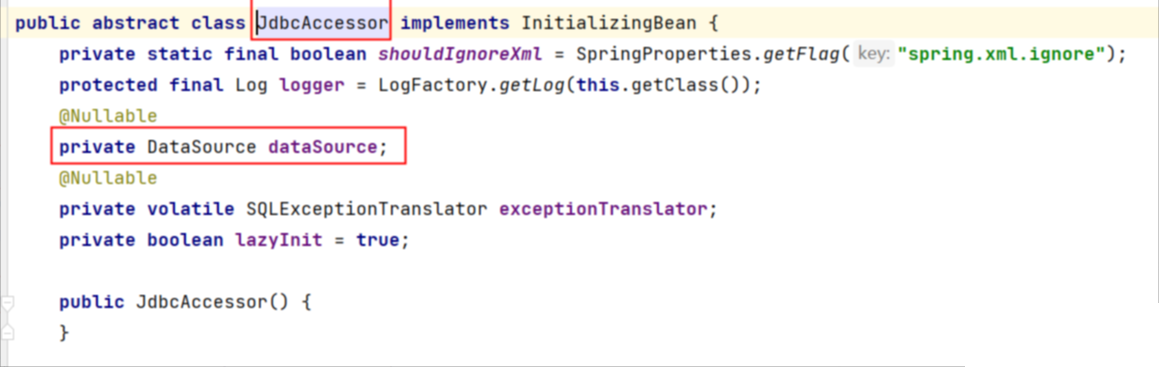 public abstract class JdbcAccessor implements InitializingBean {
private static final boolean shouldIgnoreXml = SpringProperties.getFlag( key: "spring.xml.ignore");
protected final Log logger = LogFactory.getLog(this.getClass());
@Nullable
private DataSource dataSource;
@Nullable
private volatile SQLExceptionTranslator exceptionTranslator;
private boolean lazyInit = true;
public JdbcAccessor() {
}